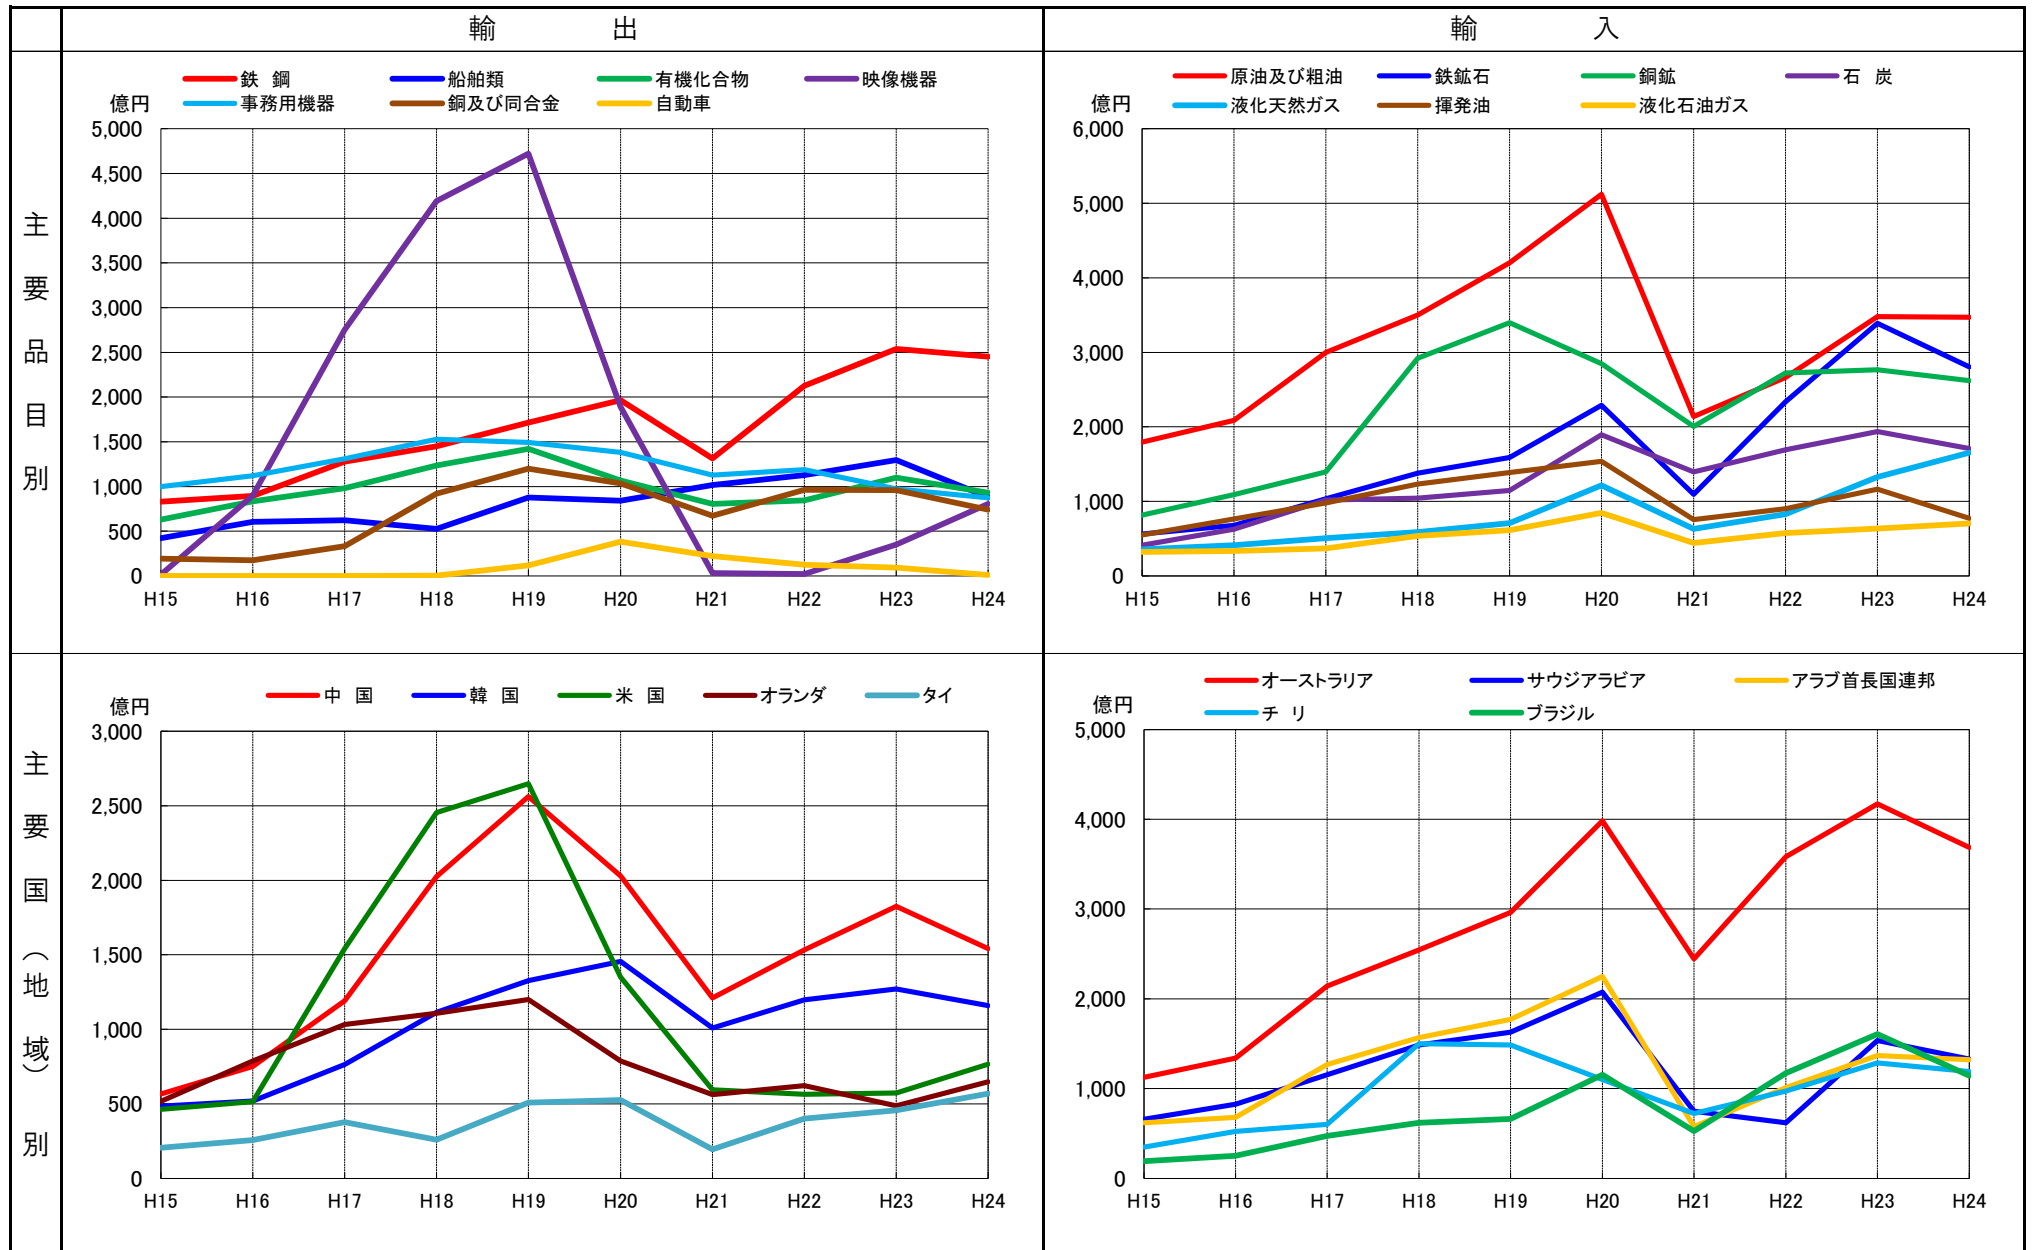 輸 出
輸 入
主要品目別
鉄 鋼 船舶類 有機化合物 映像機器
事務用機器 銅及び同合金 自動車
億円
5,000
4,500
4,000
3,500
3,000
2,500
2,000
1,500
1,000
500
0
H15 H16 H17 H18 H19 H20 H21 H22 H23 H24
原油及び粗油 鉄鉱石 銅鉱 石 炭
液化天然ガス 揮発油 液化石油ガス
億円
6,000
5,000
4,000
3,000
2,000
1,000
0
H15 H16 H17 H18 H19 H20 H21 H22 H23 H24
主要国（地域）別
中 国 韓 国 米 国 オランダ タイ
億円
3,000
2,500
2,000
1,500
1,000
500
0
H15 H16 H17 H18 H19 H20 H21 H22 H23 H24
オーストラリア サウジアラビア アラブ首長国連邦
チ リ ブラジル
億円
5,000
4,000
3,000
2,000
1,000
0
H15 H16 H17 H18 H19 H20 H21 H22 H23 H24